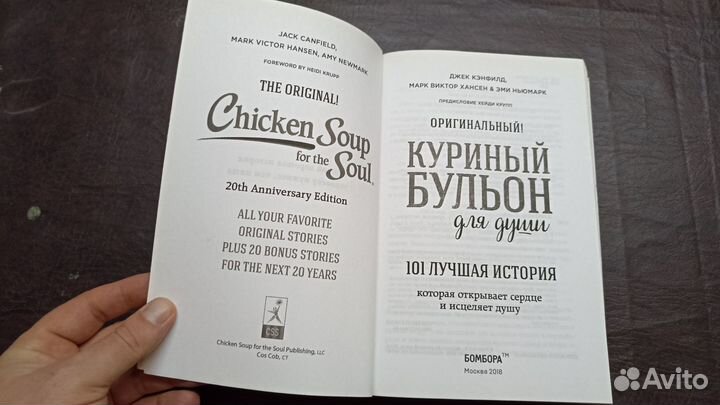 JACK CANFIELD,
MARK VICTOR HANSEN, AMY NEWMARK
FOREWORD BY HEIDI KRUPP
THE ORIGINAL!
Chicken Soup
for the
Soul
20th Anniversary Edition
ALL YOUR FAVORITE
ORIGINAL STORIES
PLUS 20 BONUS STORIES
FOR THE NEXT 20 YEARS
CSS
Chicken Soup for the Soul Publishing, LLC
Cos Cob, CT
ДЖЕК КЭНФИЛД,
МАРК ВИКТОР ХАНСЕН & ЭМИ НЬЮМАРК
ПРЕДИСЛОВИЕ ХЕЙДИ КРУПП
ОРИГИНАЛЬНЫЙ!
КУРИНЫЙ
БУЛЬОН
для души
101 ЛУЧШАЯ ИСТОРИЯ
которая открывает сердце
и исцеляет душу
БОМБОРА™
Москва 2018
Avito